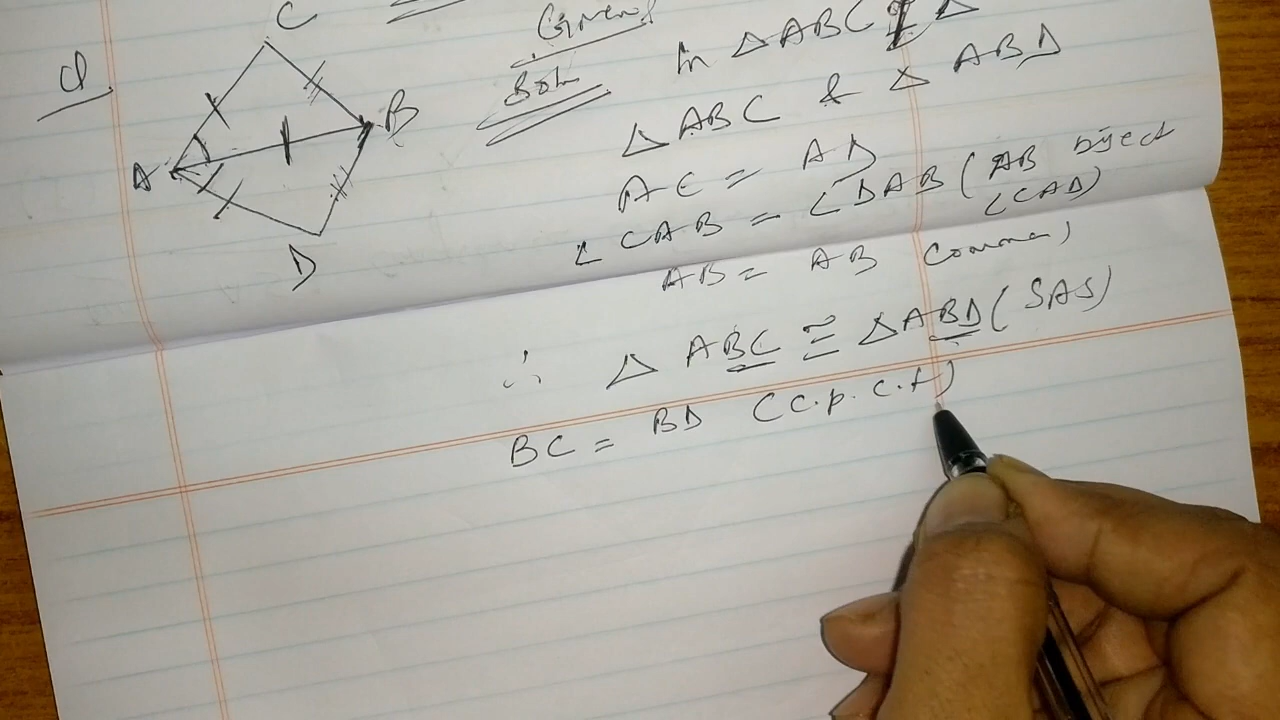 C
Given
In △ABC △
Q
Soln
△ABC & △ABD
B
A
AC = AD
∠CAB = ∠DAB (AB bisect
∠CAD)
D
AB = AB Common)
∴ △ABC ≅ △ABD (SAS)
BC = BD (C.p.c.t)